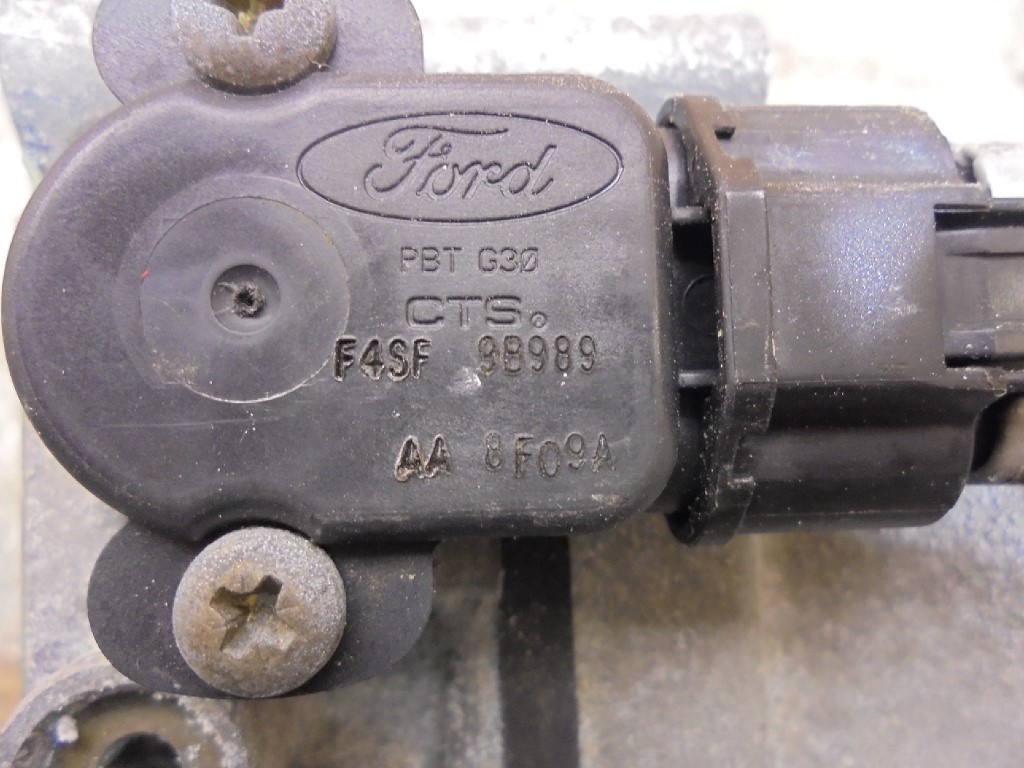 Ford
PBT G30
CTS.
F4SF 9B989
AA 8F09A